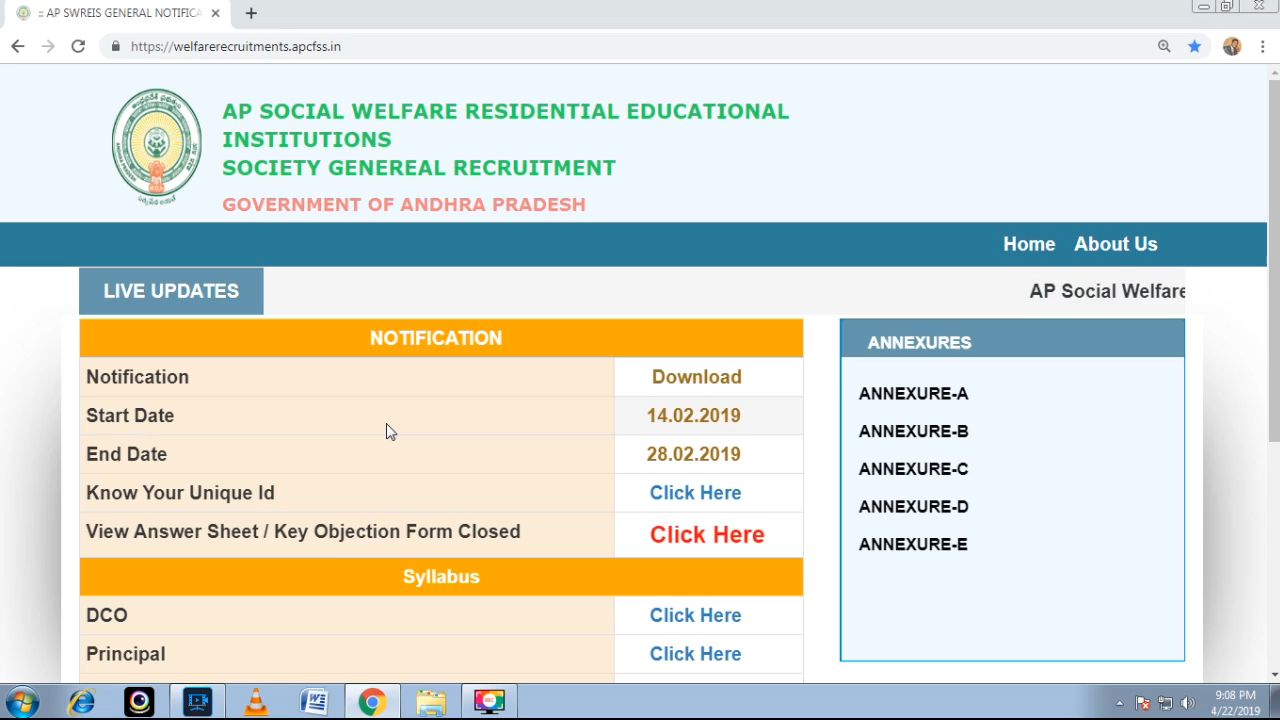 :: AP SWREIS GENERAL NOTIFICA
https://welfarerecruitments.apcfss.in
AP SOCIAL WELFARE RESIDENTIAL EDUCATIONAL
INSTITUTIONS
SOCIETY GENEREAL RECRUITMENT
GOVERNMENT OF ANDHRA PRADESH
Home About Us
LIVE UPDATES
AP Social Welfare
NOTIFICATION
Notification Download
Start Date 14.02.2019
End Date 28.02.2019
Know Your Unique Id Click Here
View Answer Sheet / Key Objection Form Closed Click Here
Syllabus
DCO Click Here
Principal Click Here
ANNEXURES
ANNEXURE-A
ANNEXURE-B
ANNEXURE-C
ANNEXURE-D
ANNEXURE-E
9:08 PM
4/22/2019